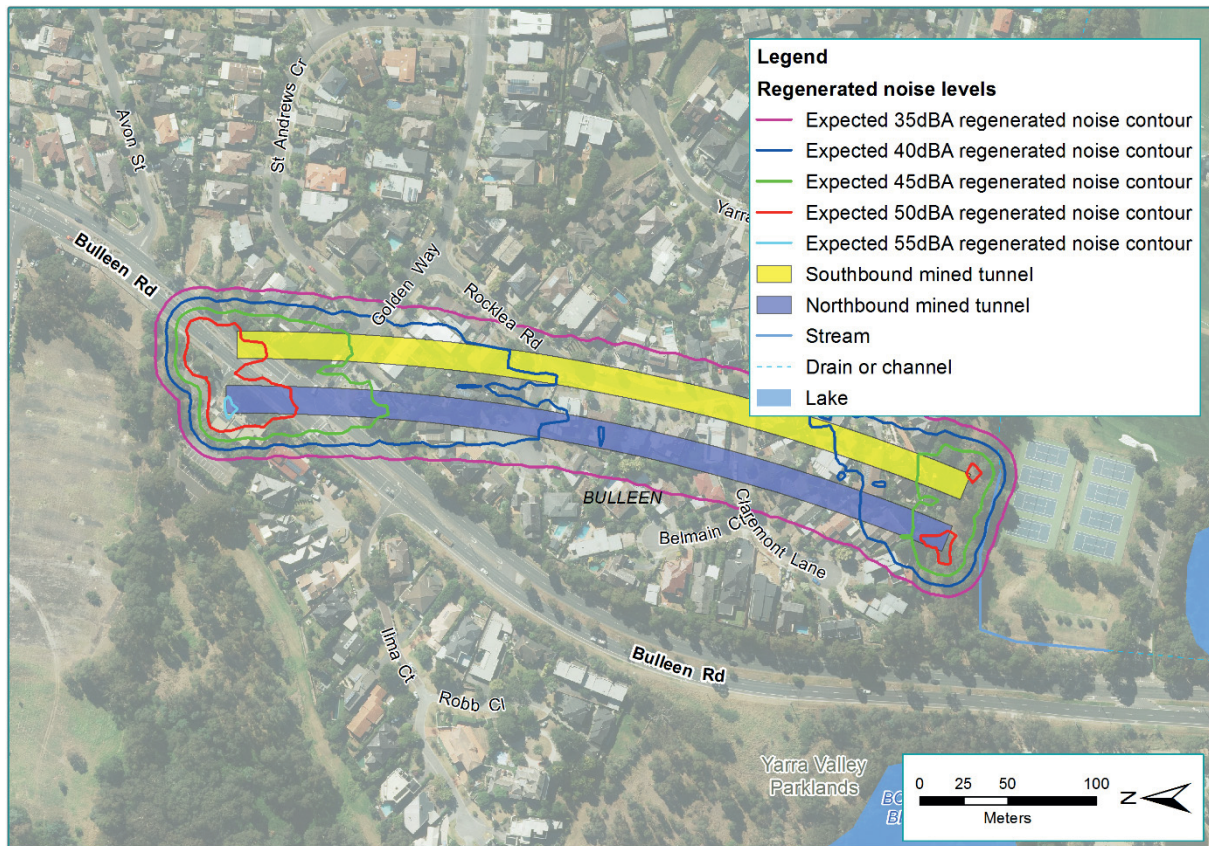 Legend
Regenerated noise levels
Expected 35dBA regenerated noise contour
Expected 40dBA regenerated noise contour
Expected 45dBA regenerated noise contour
Expected 50dBA regenerated noise contour
Expected 55dBA regenerated noise contour
Southbound mined tunnel
Northbound mined tunnel
Stream
Drain or channel
Lake
Avon St
St Andrews Cr
Bulleen Rd
Golden Way
Rocklea Rd
Yarra
BULLEEN
Belmain Ct
Claremont Lane
Ilma Ct
Robb Cl
Bulleen Rd
Yarra Valley
Parklands
0 25 50 100
Meters
N